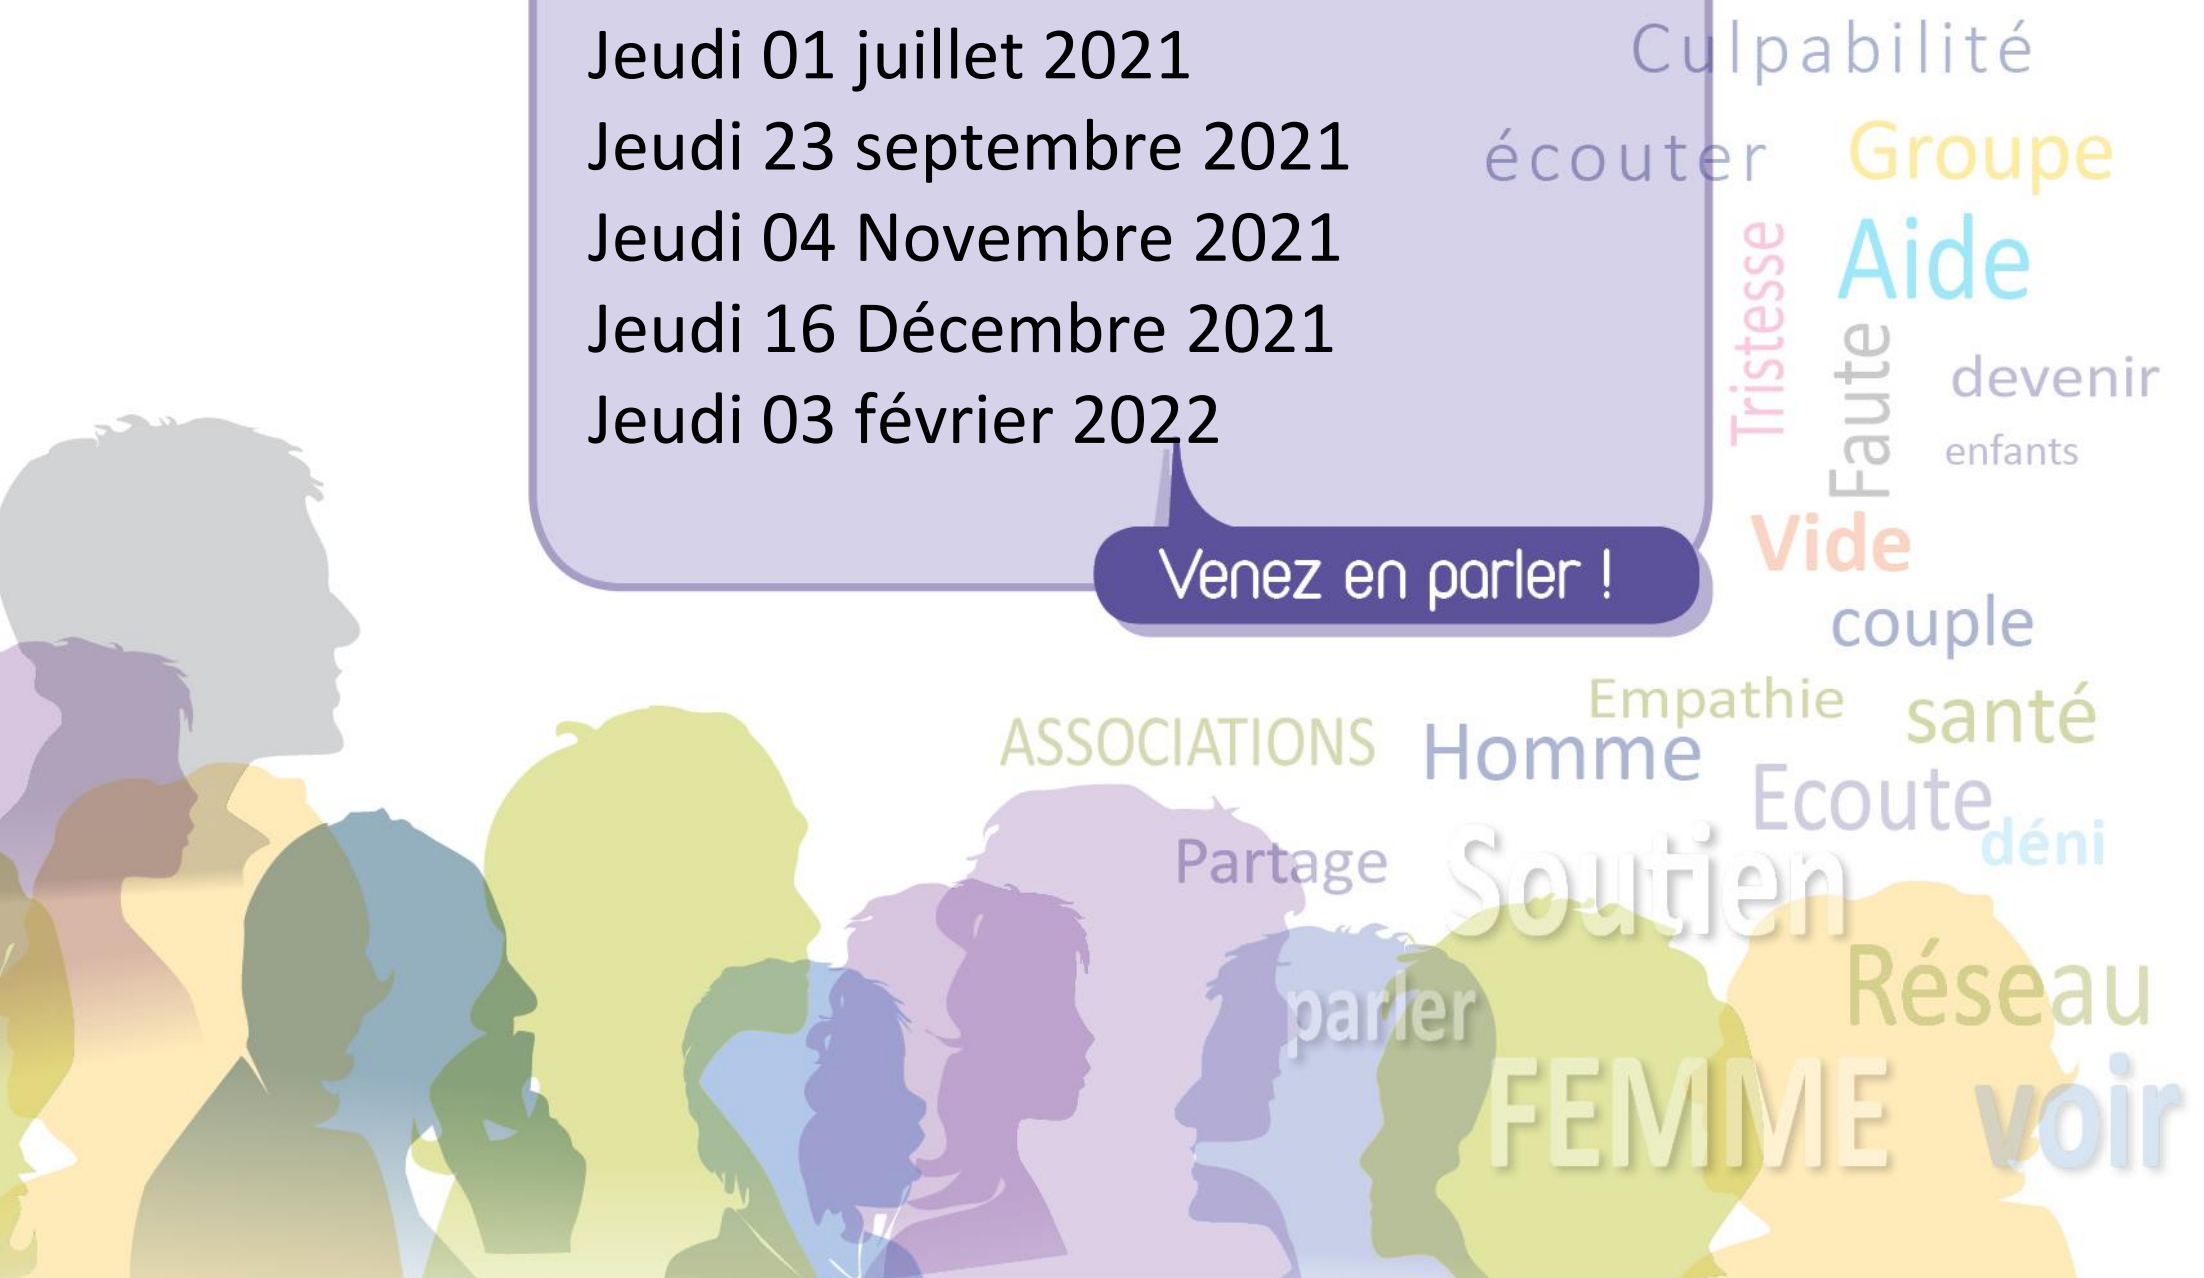 Jeudi 01 juillet 2021
Jeudi 23 septembre 2021
Jeudi 04 Novembre 2021
Jeudi 16 Décembre 2021
Jeudi 03 février 2022
Venez en parler !
Culpabilité
écouter
Groupe
Tristesse
Aide
Faute
devenir
enfants
Vide
couple
Empathie
santé
ASSOCIATIONS
Homme
Ecoute
déni
Partage
Soutien
Réseau
parler
FEMME
voir